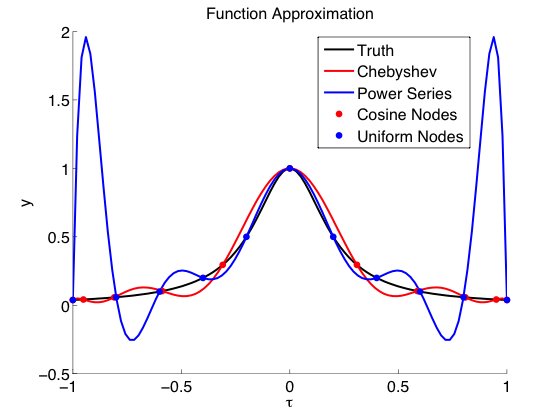 Function Approximation
2
Truth
Chebyshev
Power Series
Cosine Nodes
Uniform Nodes
1.5
1
y
0.5
0
−0.5
−1
−0.5
0
0.5
1
τ